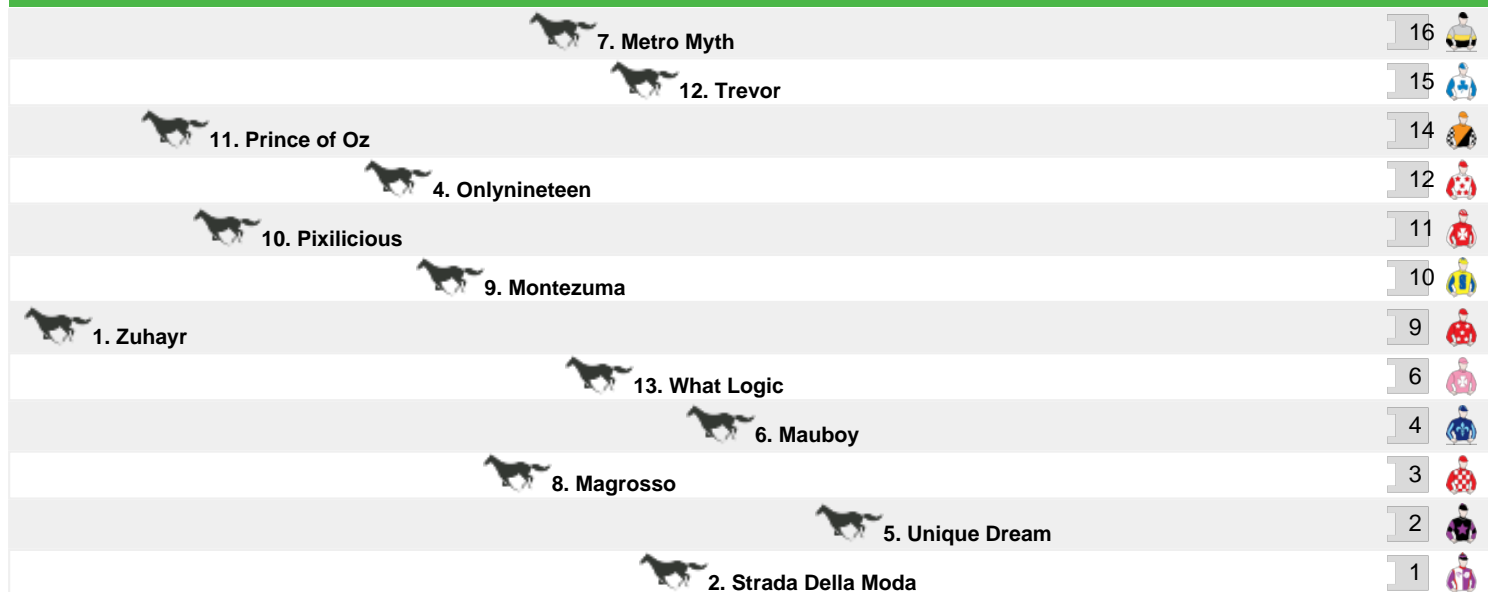 7. Metro Myth 16
12. Trevor 15
11. Prince of Oz 14
4. Onlynineteen 12
10. Pixilicious 11
9. Montezuma 10
1. Zuhayr 9
13. What Logic 6
6. Mauboy 4
8. Magrosso 3
5. Unique Dream 2
2. Strada Della Moda 1